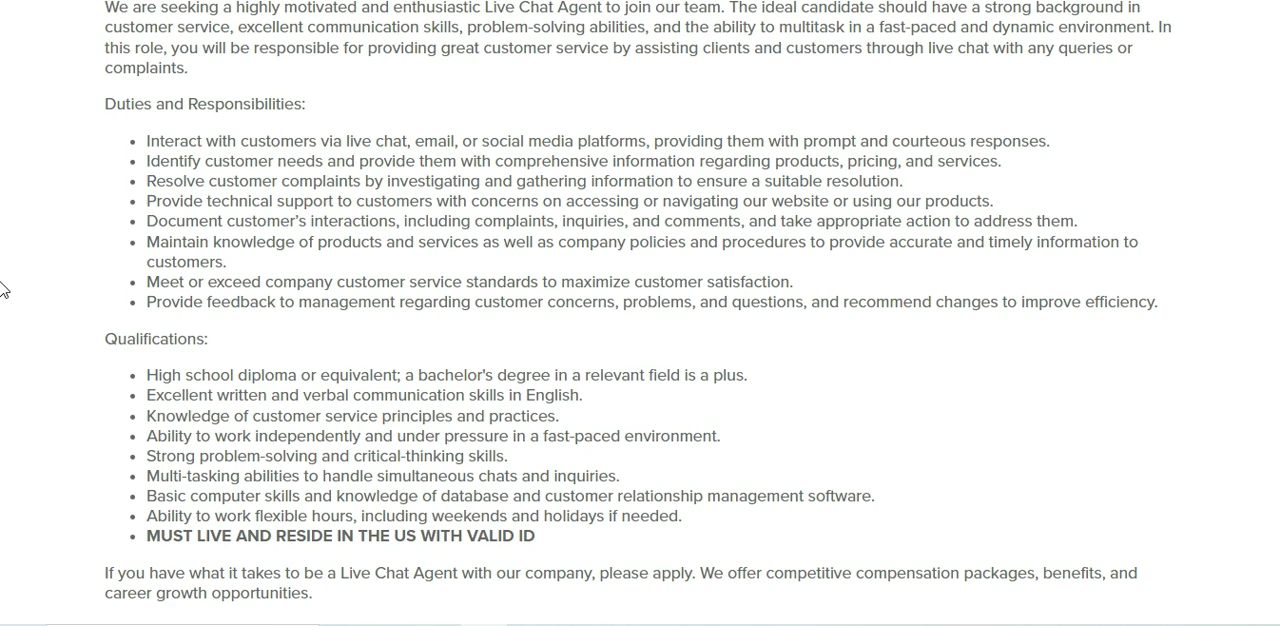 We are seeking a highly motivated and enthusiastic Live Chat Agent to join our team. The ideal candidate should have a strong background in
customer service, excellent communication skills, problem-solving abilities, and the ability to multitask in a fast-paced and dynamic environment. In
this role, you will be responsible for providing great customer service by assisting clients and customers through live chat with any queries or
complaints.
Duties and Responsibilities:
• Interact with customers via live chat, email, or social media platforms, providing them with prompt and courteous responses.
• Identify customer needs and provide them with comprehensive information regarding products, pricing, and services.
• Resolve customer complaints by investigating and gathering information to ensure a suitable resolution.
• Provide technical support to customers with concerns on accessing or navigating our website or using our products.
• Document customer's interactions, including complaints, inquiries, and comments, and take appropriate action to address them.
• Maintain knowledge of products and services as well as company policies and procedures to provide accurate and timely information to
customers.
• Meet or exceed company customer service standards to maximize customer satisfaction.
• Provide feedback to management regarding customer concerns, problems, and questions, and recommend changes to improve efficiency.
Qualifications:
• High school diploma or equivalent; a bachelor's degree in a relevant field is a plus.
• Excellent written and verbal communication skills in English.
• Knowledge of customer service principles and practices.
• Ability to work independently and under pressure in a fast-paced environment.
• Strong problem-solving and critical-thinking skills.
• Multi-tasking abilities to handle simultaneous chats and inquiries.
• Basic computer skills and knowledge of database and customer relationship management software.
• Ability to work flexible hours, including weekends and holidays if needed.
• MUST LIVE AND RESIDE IN THE US WITH VALID ID
If you have what it takes to be a Live Chat Agent with our company, please apply. We offer competitive compensation packages, benefits, and
career growth opportunities.